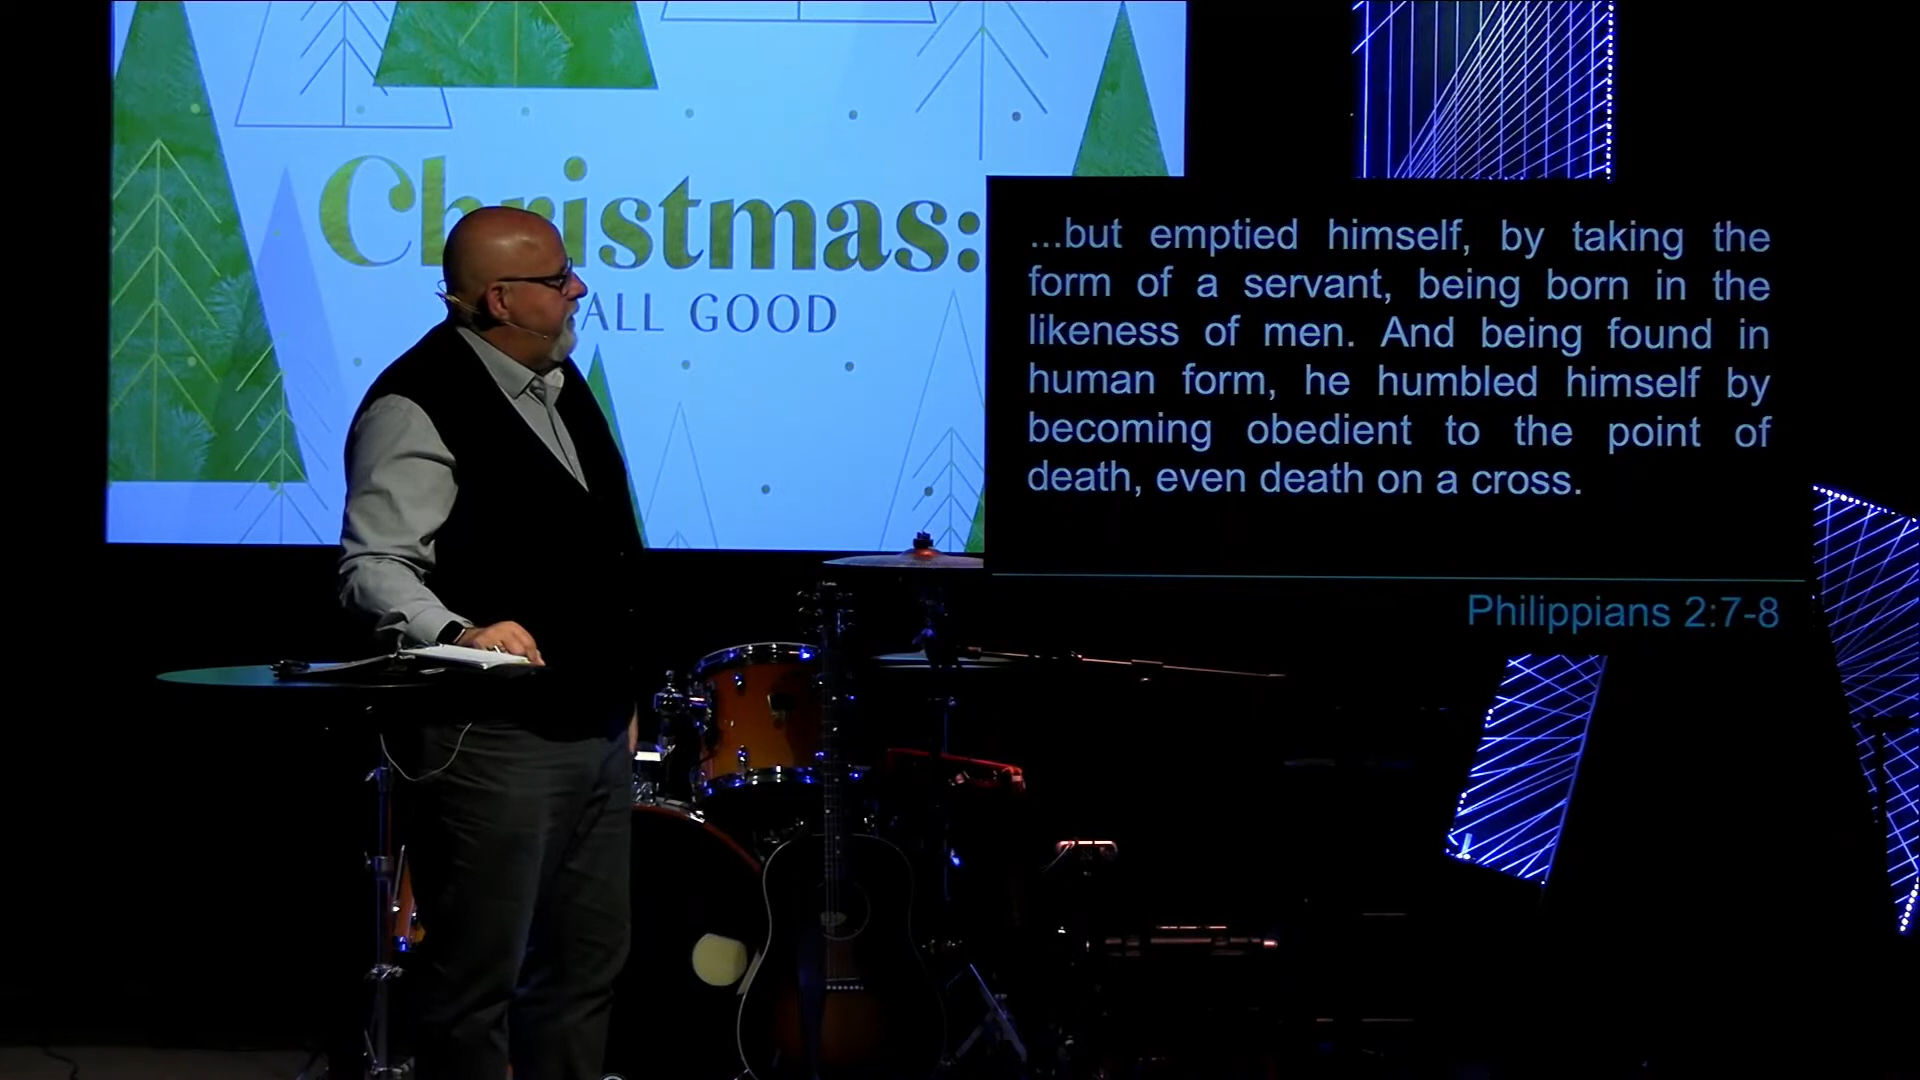 Christmas:
ALL GOOD
...but emptied himself, by taking the
form of a servant, being born in the
likeness of men. And being found in
human form, he humbled himself by
becoming obedient to the point of
death, even death on a cross.
Philippians 2:7-8